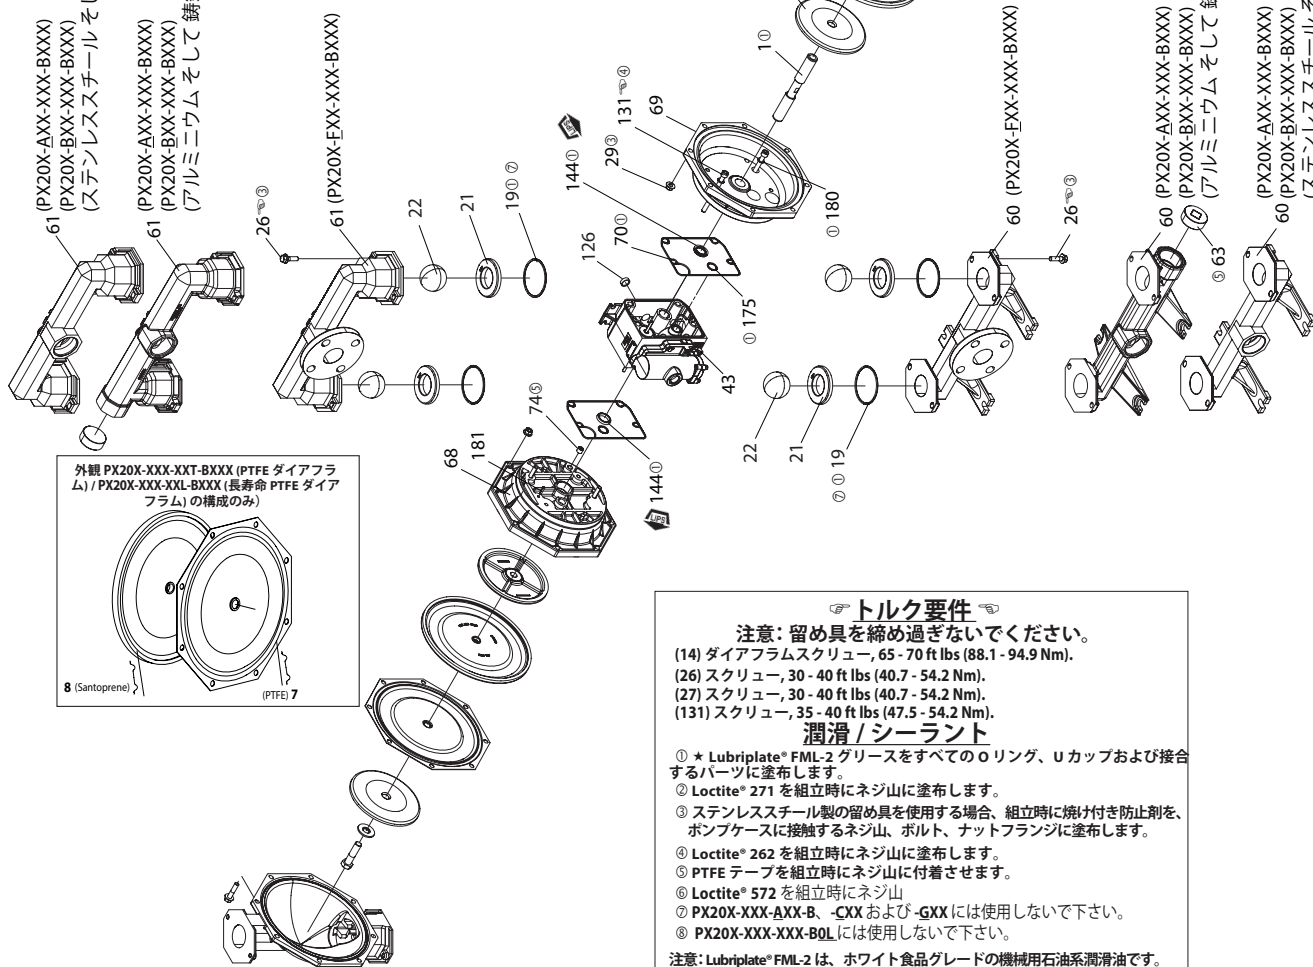 61 (PX20X-AXX-XXX-BXXX)
(PX20X-BXX-XXX-BXXX)
(ステンレススチール そし
61
(PX20X-AXX-XXX-BXXX)
(PX20X-BXX-XXX-BXXX)
(アルミニウム そして 鋳
26 ☞ ③
61 (PX20X-FXX-XXX-BXXX)
22
21
19① ⑦
126
70①
144①
29③
131 ☞ ④
69
1①
① 180
① 175
43
74⑤
181
68
144①
LIPS
LIPS
22
21
⑦ ① 19
60 (PX20X-FXX-XXX-BXXX)
26 ☞ ③
60 (PX20X-AXX-XXX-BXXX)
(PX20X-BXX-XXX-BXXX)
(アルミニウム そして 鋳
⑤ 63
60
(PX20X-AXX-XXX-BXXX)
(PX20X-BXX-XXX-BXXX)
(ステンレススチール そ
外観 PX20X-XXX-XXT-BXXX (PTFE ダイアフラ
ム) / PX20X-XXX-XXL-BXXX (長寿命 PTFE ダイア
フラム) の構成のみ)
8 (Santoprene)
(PTFE) 7
☞ トルク要件 ☜
注意: 留め具を締め過ぎないでください。
(14) ダイアフラムスクリュー, 65 - 70 ft lbs (88.1 - 94.9 Nm).
(26) スクリュー, 30 - 40 ft lbs (40.7 - 54.2 Nm).
(27) スクリュー, 30 - 40 ft lbs (40.7 - 54.2 Nm).
(131) スクリュー, 35 - 40 ft lbs (47.5 - 54.2 Nm).
潤滑 / シーラント
① ★ Lubriplate® FML-2 グリースをすべての O リング、U カップおよび接合
するパーツに塗布します。
② Loctite® 271 を組立時にネジ山に塗布します。
③ ステンレススチール製の留め具を使用する場合、組立時に焼け付き防止剤を、
ポンプケースに接触するネジ山、ボルト、ナットフランジに塗布します。
④ Loctite® 262 を組立時にネジ山に塗布します。
⑤ PTFE テープを組立時にネジ山に付着させます。
⑥ Loctite® 572 を組立時にネジ山
⑦ PX20X-XXX-AXX-B、-CXX および -GXX には使用しないで下さい。
⑧ PX20X-XXX-XXX-B0L には使用しないで下さい。
注意: Lubriplate® FML-2 は、ホワイト食品グレードの機械用石油系潤滑油です。